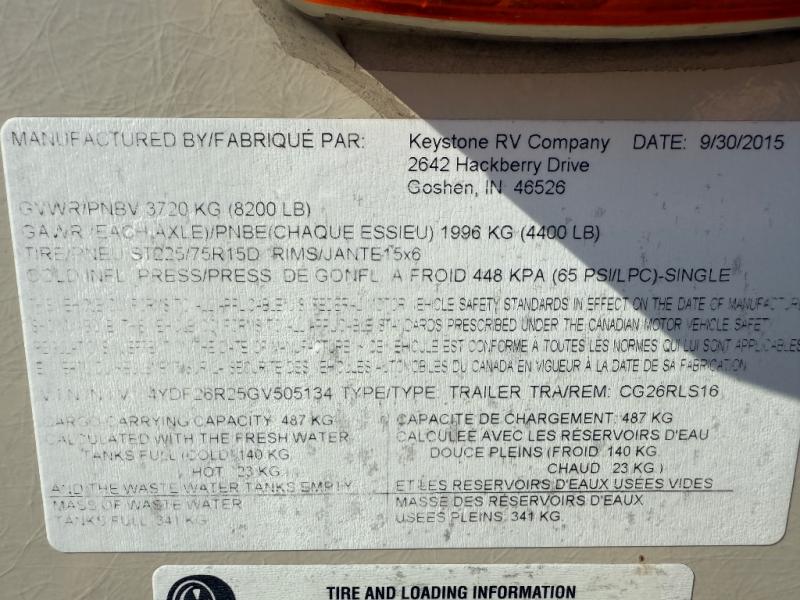 MANUFACTURED BY/FABRIQUÉ PAR: Keystone RV Company DATE: 9/30/2015
2642 Hackberry Drive
Goshen, IN 46526
GVWR/PNBV 3720 KG (8200 LB)
GAWR (EACH AXLE)/PNBE(CHAQUE ESSIEU) 1996 KG (4400 LB)
TIRE/PNEU ST225/75R15D RIMS/JANTE15x6
COLD INFL. PRESS/PRESS DE GONFL. A FROID 448 KPA (65 PSI/LPC)-SINGLE
VEHICLE SAFETY STANDARDS IN EFFECT ON THE DATE OF MANUFACTUR
STANDARDS PRESCRIBED UNDER THE CANADIAN MOTOR VEHICLE SAFETY
VEHICULE EST CONFORME À TOUTES LES NORMES QUI LUI SONT APPLICABLES
DES VEHICLES AUTOMOBILES DU CANADA EN VIGUEUR À LA DATE DE SA FABRICATION
V.I.N./N.I.V.: 4YDF26R25GV505134 TYPE/TYPE: TRAILER TRA/REM: CG26RLS16
CARGO CARRYING CAPACITY: 487 KG
CALCULATED WITH THE FRESH WATER
TANKS FULL (COLD: 140 KG
HOT: 23 KG.)
AND THE WASTE WATER TANKS EMPTY
MASS OF WASTE WATER
TANKS FULL: 341 KG
CAPACITE DE CHARGEMENT: 487 KG
CALCULEE AVEC LES RESERVOIRS D'EAU
DOUCE PLEINS (FROID: 140 KG.
CHAUD: 23 KG.)
ET LES RESERVOIRS D'EAUX USEES VIDES
MASSE DES RESERVOIRS D'EAUX
USEES PLEINS: 341 KG
TIRE AND LOADING INFORMATION